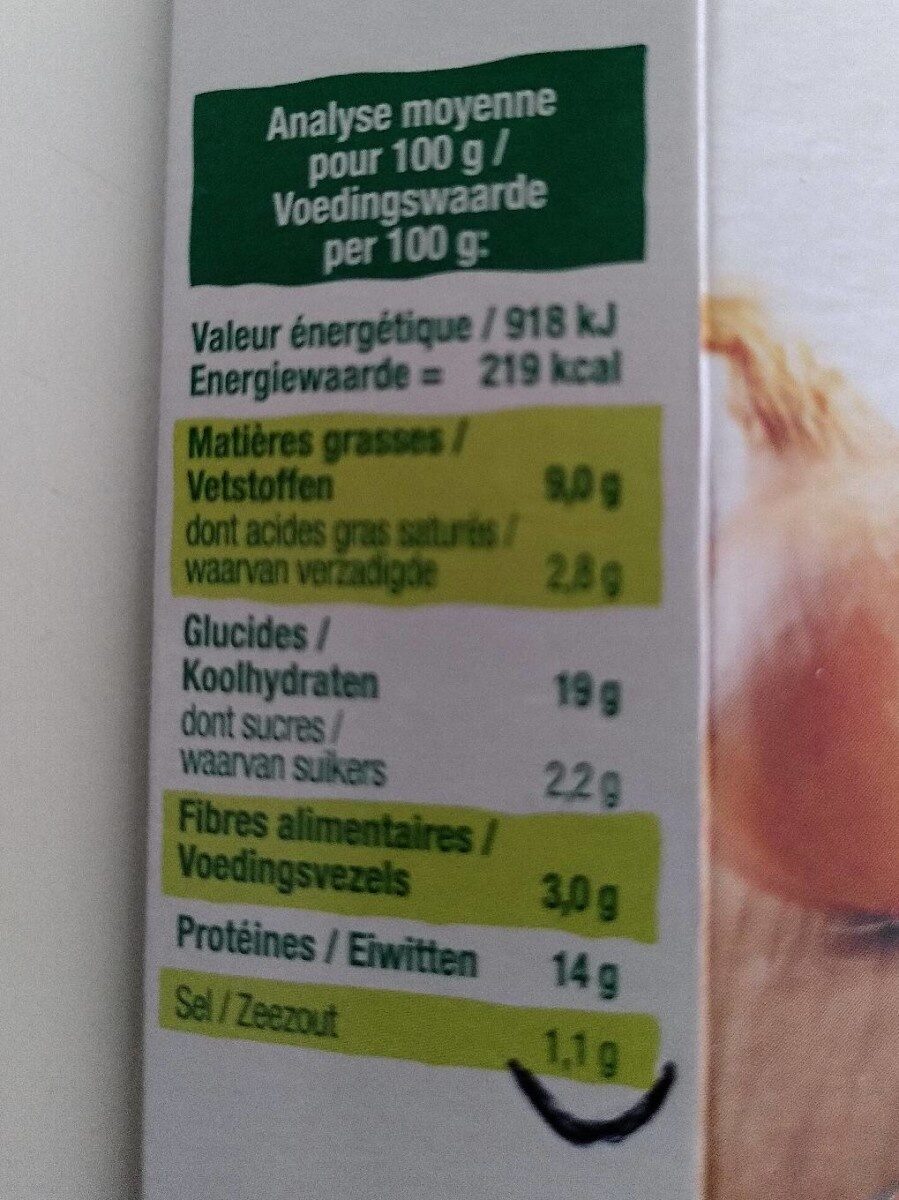 Analyse moyenne
pour 100 g /
Voedingswaarde
per 100 g:
Valeur énergétique / 918 kJ
Energiewaarde = 219 kcal
Matières grasses /
Vetstoffen 9,0 g
dont acides gras saturés /
waarvan verzadigde 2,8 g
Glucides /
Koolhydraten 19 g
dont sucres /
waarvan suikers 2,2 g
Fibres alimentaires /
Voedingsvezels 3,0 g
Protéines / Eiwitten 14 g
Sel / Zeezout 1,1 g